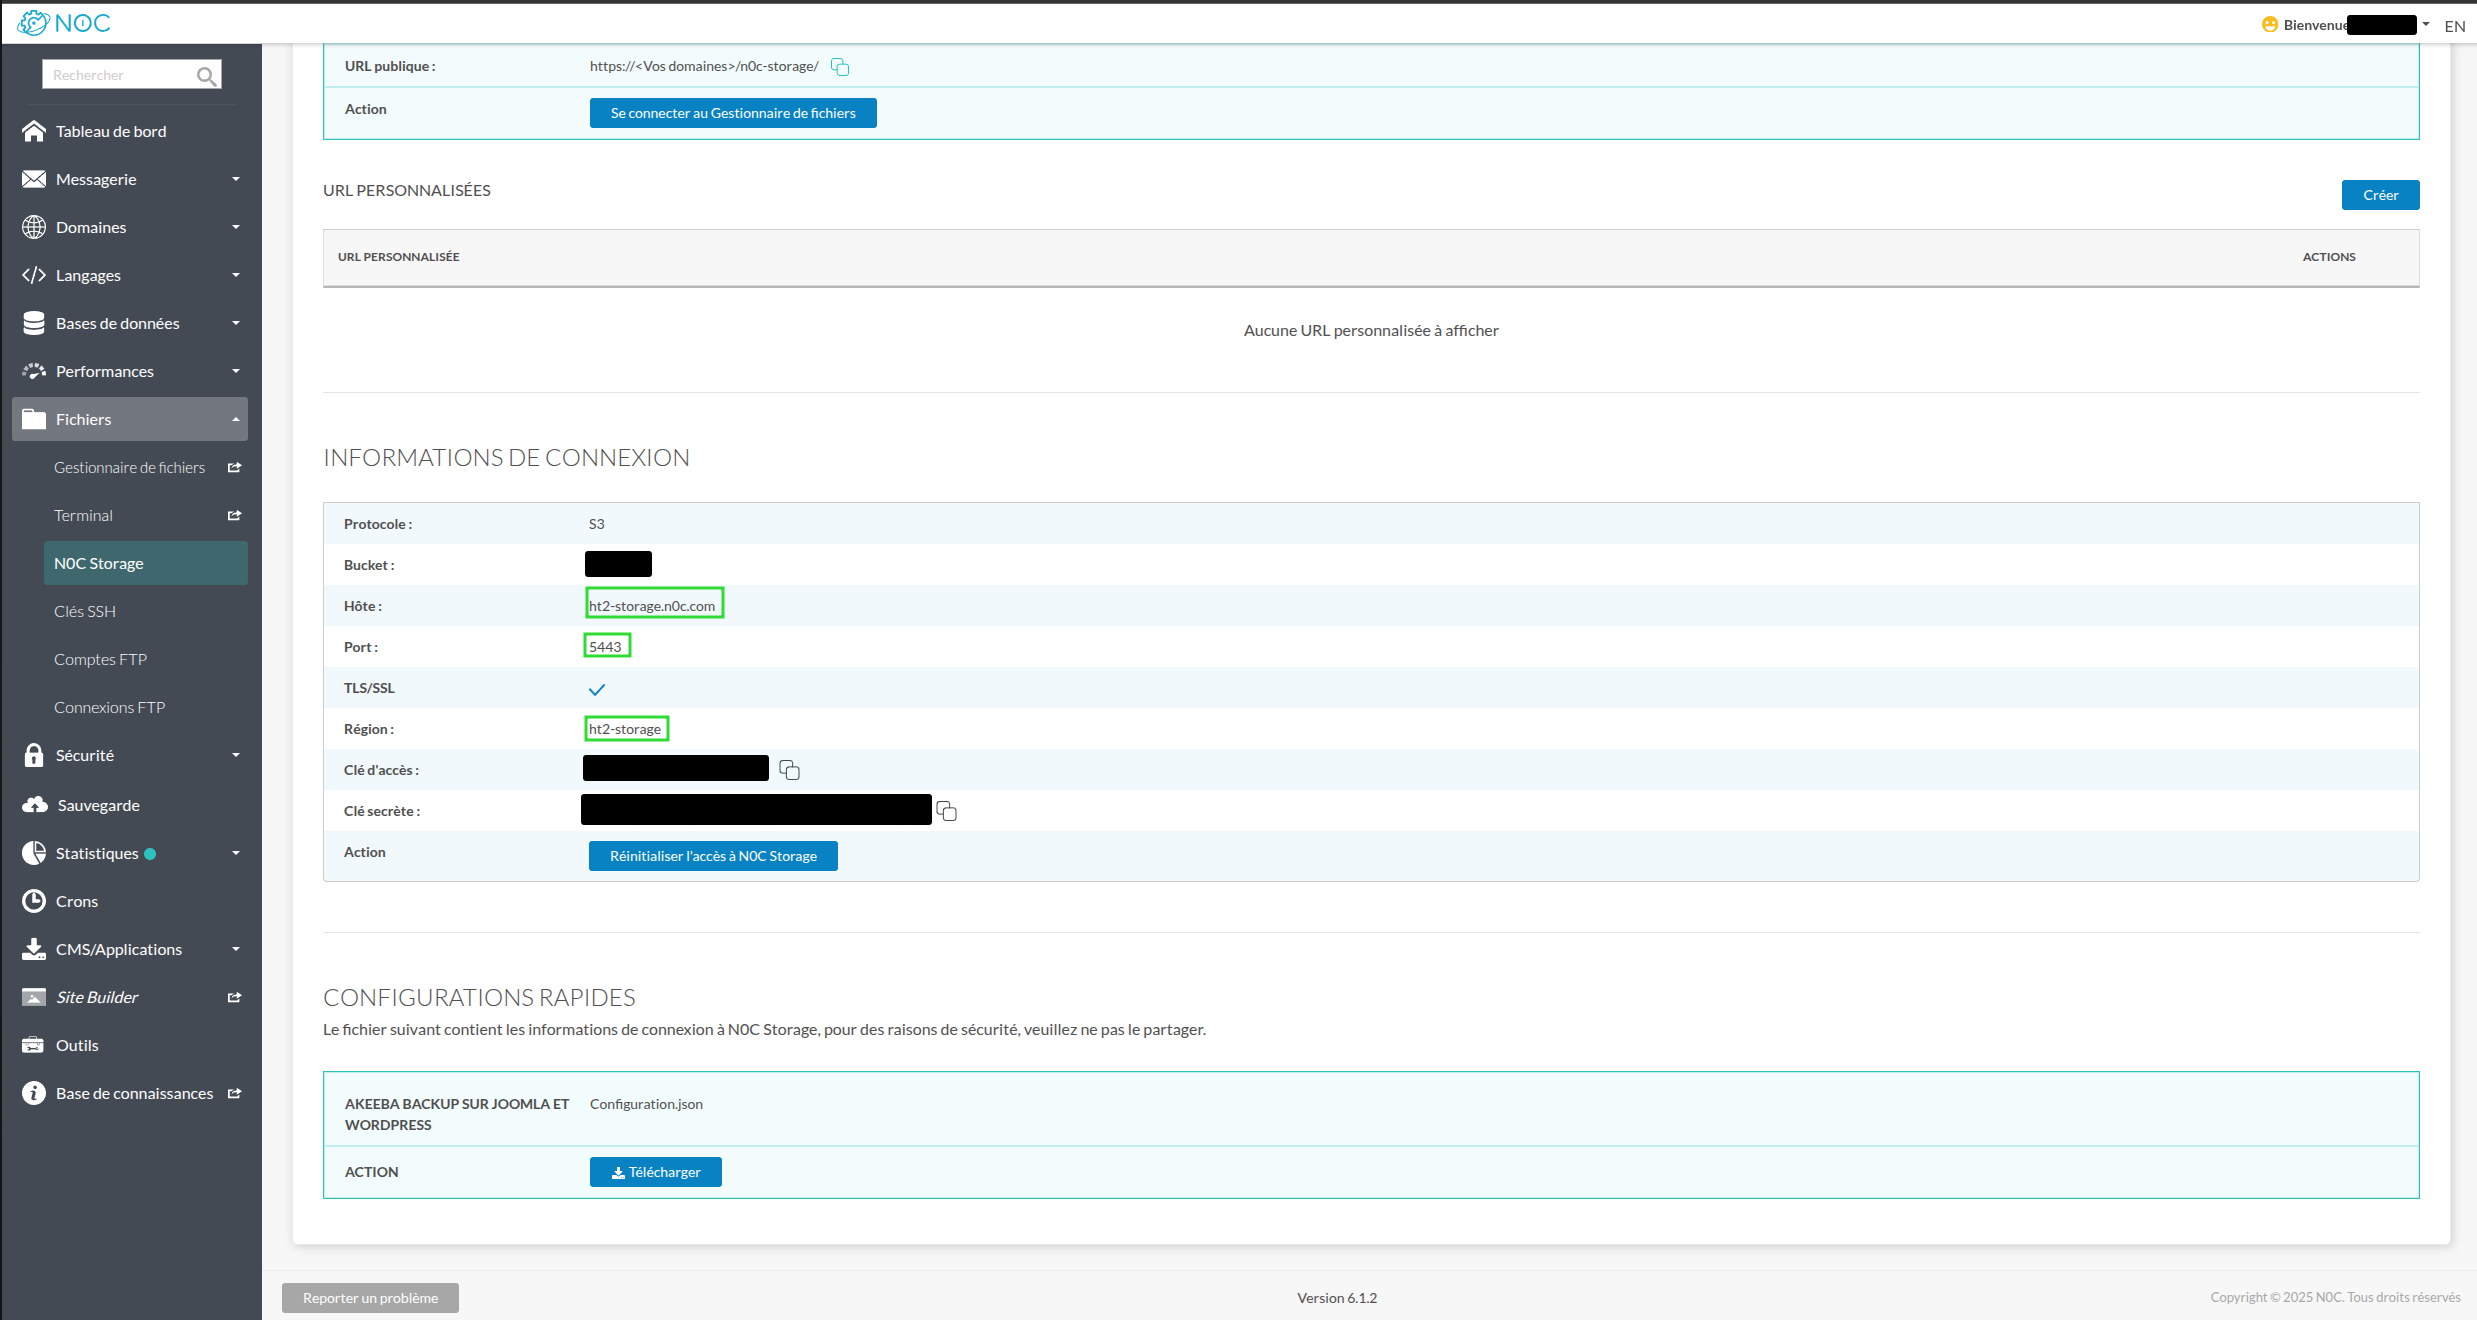 N0C
Bienvenue
EN
Rechercher
Tableau de bord
Messagerie
Domaines
Langages
Bases de données
Performances
Fichiers
Gestionnaire de fichiers
Terminal
N0C Storage
Clés SSH
Comptes FTP
Connexions FTP
Sécurité
Sauvegarde
Statistiques
Crons
CMS/Applications
Site Builder
Outils
Base de connaissances
URL publique : https://<Vos domaines>/n0c-storage/
Action Se connecter au Gestionnaire de fichiers
URL PERSONNALISÉES
Créer
URL PERSONNALISÉE ACTIONS
Aucune URL personnalisée à afficher
INFORMATIONS DE CONNEXION
Protocole : S3
Bucket :
Hôte : ht2-storage.n0c.com
Port : 5443
TLS/SSL
Région : ht2-storage
Clé d'accès :
Clé secrète :
Action Réinitialiser l'accès à N0C Storage
CONFIGURATIONS RAPIDES
Le fichier suivant contient les informations de connexion à N0C Storage, pour des raisons de sécurité, veuillez ne pas le partager.
AKEEBA BACKUP SUR JOOMLA ET WORDPRESS Configuration.json
ACTION Télécharger
Reporter un problème
Version 6.1.2
Copyright © 2025 N0C. Tous droits réservés